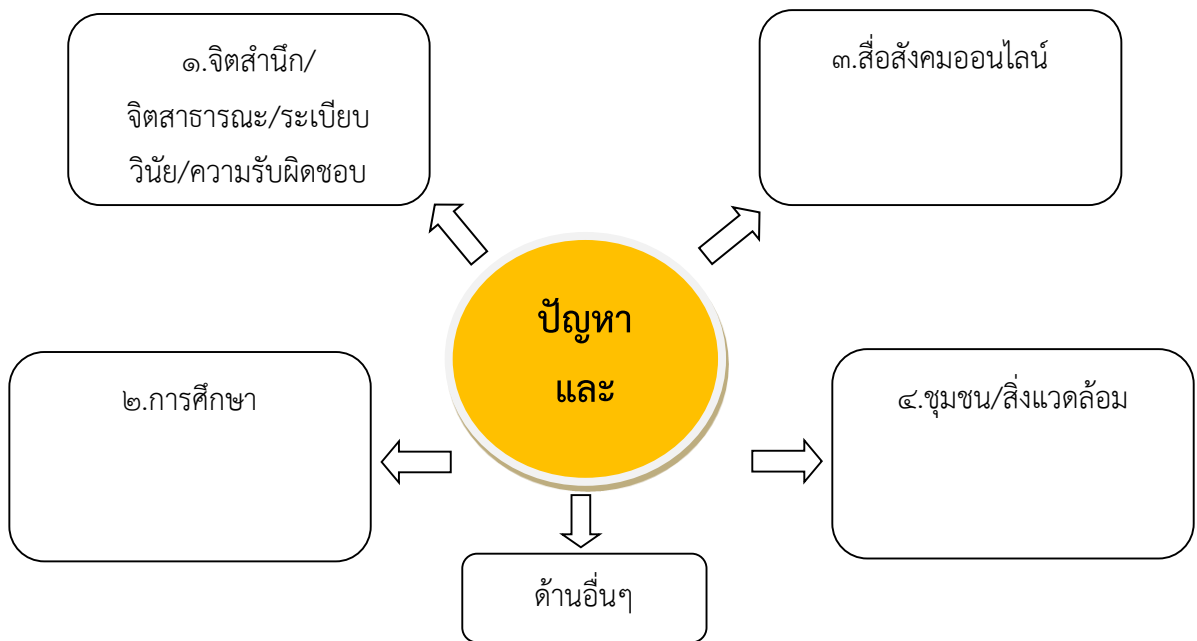 ๑.จิตสำนึก/
จิตสาธารณะ/ระเบียบ
วินัย/ความรับผิดชอบ
๓.สื่อสังคมออนไลน์
ปัญหา
และ
๒.การศึกษา
๔.ชุมชน/สิ่งแวดล้อม
ด้านอื่นๆ